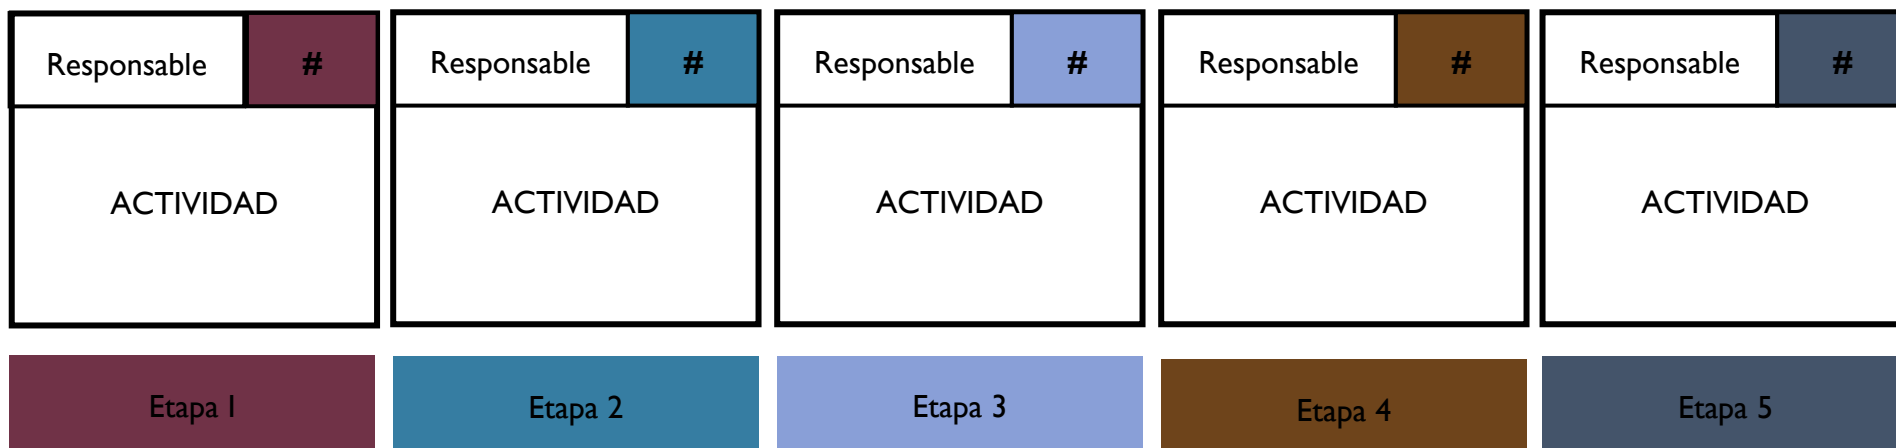 Responsable #
Responsable #
Responsable #
Responsable #
Responsable #
ACTIVIDAD
ACTIVIDAD
ACTIVIDAD
ACTIVIDAD
ACTIVIDAD
Etapa 1
Etapa 2
Etapa 3
Etapa 4
Etapa 5